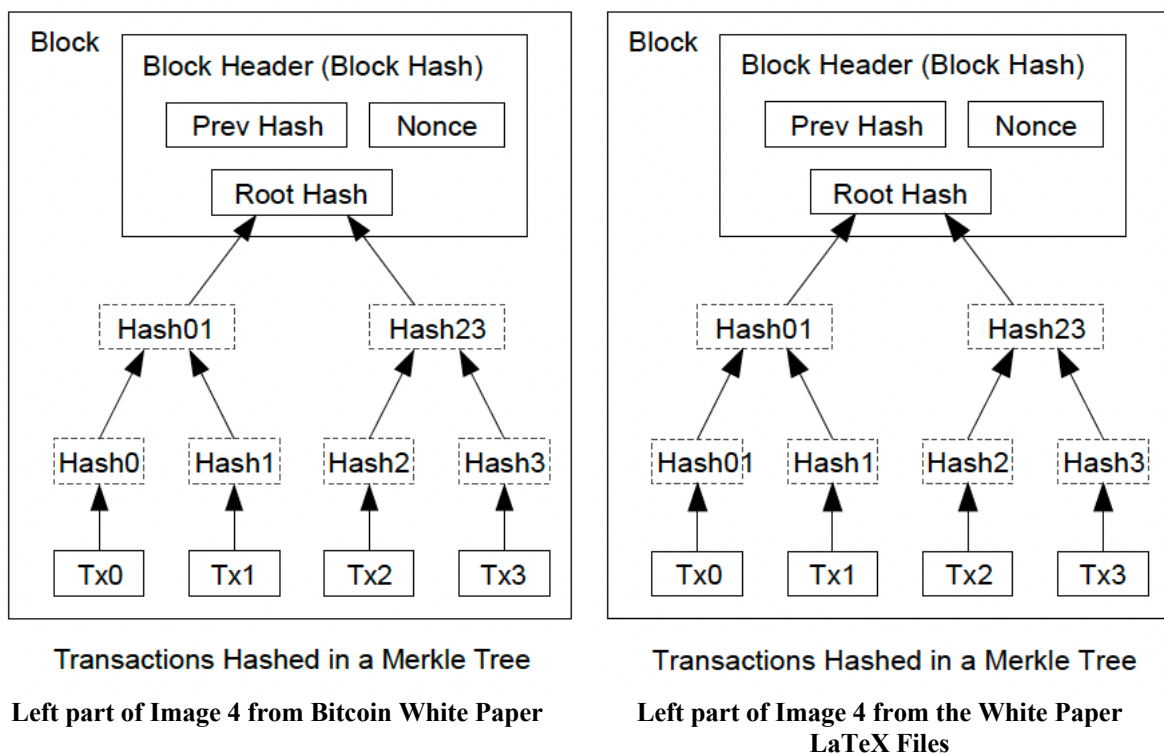 Block
Block Header (Block Hash)
Prev Hash
Nonce
Root Hash
Hash01
Hash23
Hash0
Hash1
Hash2
Hash3
Tx0
Tx1
Tx2
Tx3
Transactions Hashed in a Merkle Tree
Left part of Image 4 from Bitcoin White Paper
Block
Block Header (Block Hash)
Prev Hash
Nonce
Root Hash
Hash01
Hash23
Hash01
Hash1
Hash2
Hash3
Tx0
Tx1
Tx2
Tx3
Transactions Hashed in a Merkle Tree
Left part of Image 4 from the White Paper
LaTeX Files